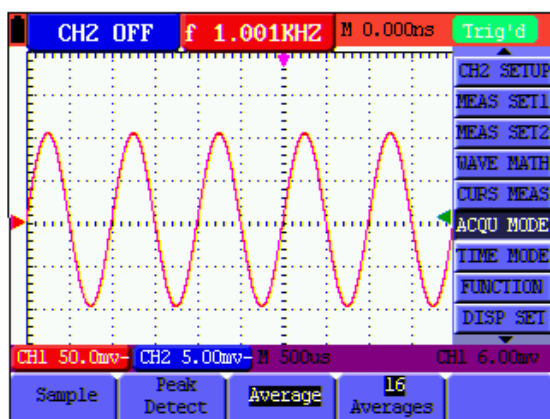 CH2 OFF
f 1.001KHZ
M 0.000ns
Trig'd
CH2 SETUP
MEAS SET1
MEAS SET2
WAVE MATH
CURS MEAS
ACQU MODE
TIME MODE
FUNCTION
DISP SET
CH1 50.0mv-
CH2 5.00mv-
M 500us
CH1 6.00mv
Sample
Peak
Detect
Average
16
Averages